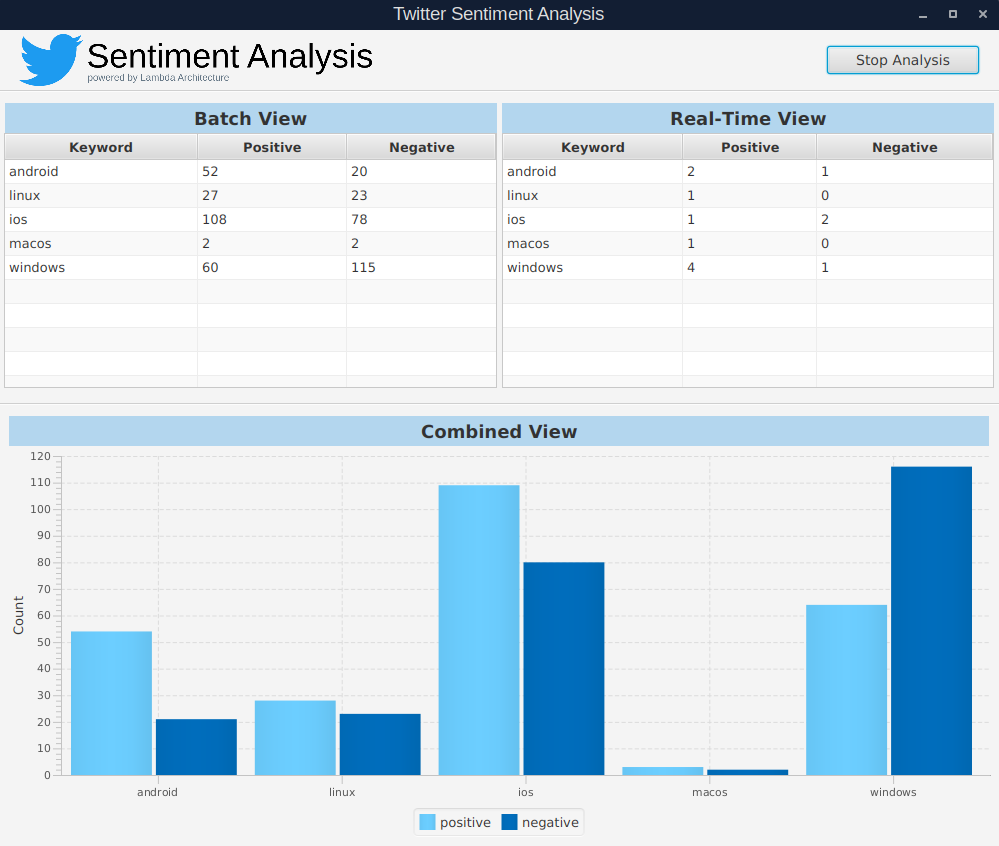 Twitter Sentiment Analysis
Sentiment Analysis
powered by Lambda Architecture
Stop Analysis
Batch View
Keyword Positive Negative
android 52 20
linux 27 23
ios 108 78
macos 2 2
windows 60 115
Real-Time View
Keyword Positive Negative
android 2 1
linux 1 0
ios 1 2
macos 1 0
windows 4 1
Combined View
Count
120
110
100
90
80
70
60
50
40
30
20
10
0
android linux ios macos windows
positive negative